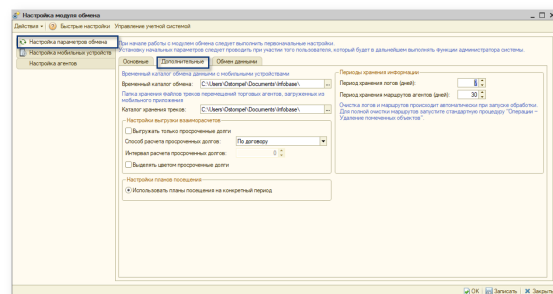 Настройка модуля обмена
Действия
Быстрые настройки
Управление учетной системой
Настройка параметров обмена
Настройка мобильных устройств
Настройка агентов
При начале работы с модулем обмена следует выполнить первоначальные настройки.
Установку начальных параметров следует проводить при участии того пользователя, который будет в дальнейшем выполнять функции администратора системы.
Основные
Дополнительные
Обмен данными
Временный каталог обмена данными с мобильными устройствами
Временный каталог обмена: C:\Users\Ostompel\Documents\Infobase\
Папка хранения файлов треков перемещений торговых агентов, загруженных из
мобильного приложения
Каталог хранения треков: C:\Users\Ostompel\Documents\Infobase\
Настройки выгрузки взаиморасчетов
Выгружать только просроченные долги
Способ расчета просроченных долгов: По договору
Интервал расчета просроченных долгов: 0
Выделить цветом просроченные долги
Настройки планов посещения
Использовать планы посещения на конкретный период
Периоды хранения информации
Период хранения логов (дней):
Период хранения маршрутов агентов (дней): 30
Очистка логов и маршрутов происходит автоматически при запуске обработки.
Для полной очистки маршрутов запустите стандартную процедуру "Операции –
Удаление помеченных объектов".
OK
Записать
Закрыть